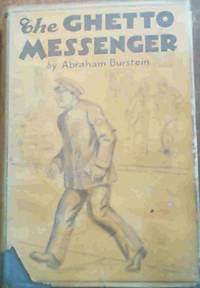 The GHETTO
MESSENGER
by Abraham Burstein